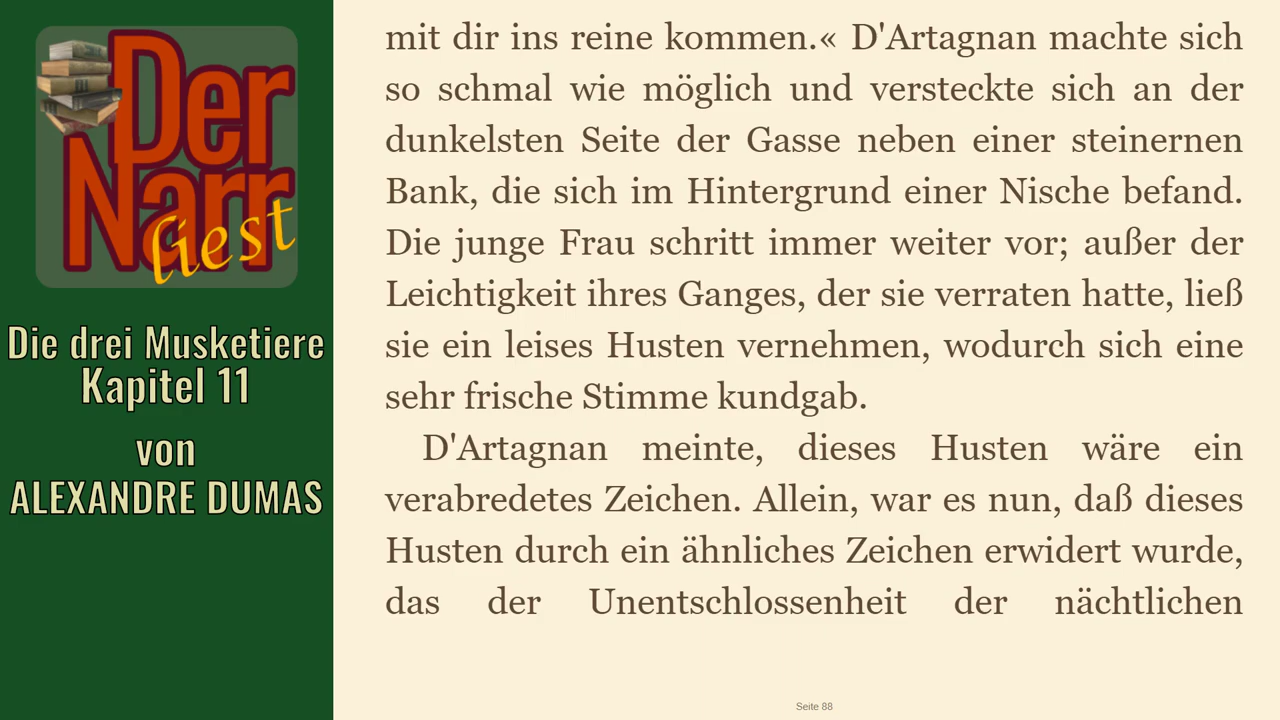 Der
Narr
liest
Die drei Musketiere
Kapitel 11
von
ALEXANDRE DUMAS
mit dir ins reine kommen.« D'Artagnan machte sich
so schmal wie möglich und versteckte sich an der
dunkelsten Seite der Gasse neben einer steinernen
Bank, die sich im Hintergrund einer Nische befand.
Die junge Frau schritt immer weiter vor; außer der
Leichtigkeit ihres Ganges, der sie verraten hatte, ließ
sie ein leises Husten vernehmen, wodurch sich eine
sehr frische Stimme kundgab.
D'Artagnan meinte, dieses Husten wäre ein
verabredetes Zeichen. Allein, war es nun, daß dieses
Husten durch ein ähnliches Zeichen erwidert wurde,
das der Unentschlossenheit der nächtlichen
Seite 88